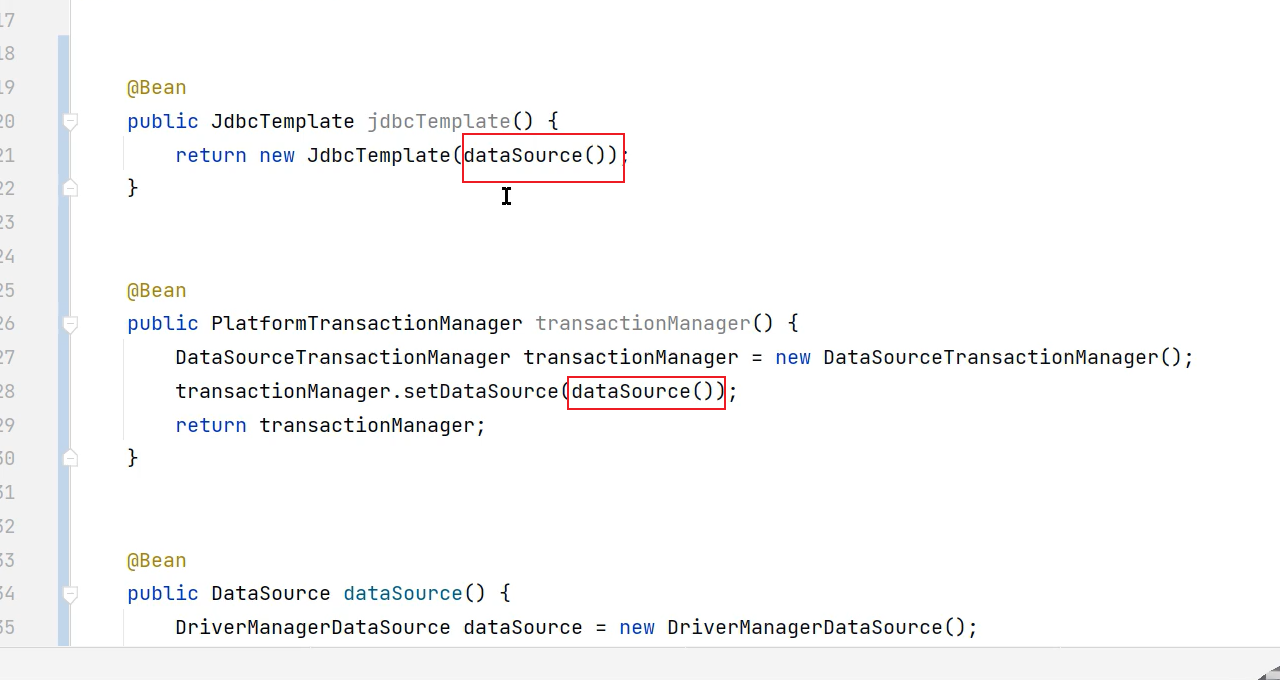 17
18
19 @Bean
20 public JdbcTemplate jdbcTemplate() {
21 return new JdbcTemplate(dataSource());
22 }
23
24
25 @Bean
26 public PlatformTransactionManager transactionManager() {
27 DataSourceTransactionManager transactionManager = new DataSourceTransactionManager();
28 transactionManager.setDataSource(dataSource());
29 return transactionManager;
30 }
31
32
33 @Bean
34 public DataSource dataSource() {
35 DriverManagerDataSource dataSource = new DriverManagerDataSource();